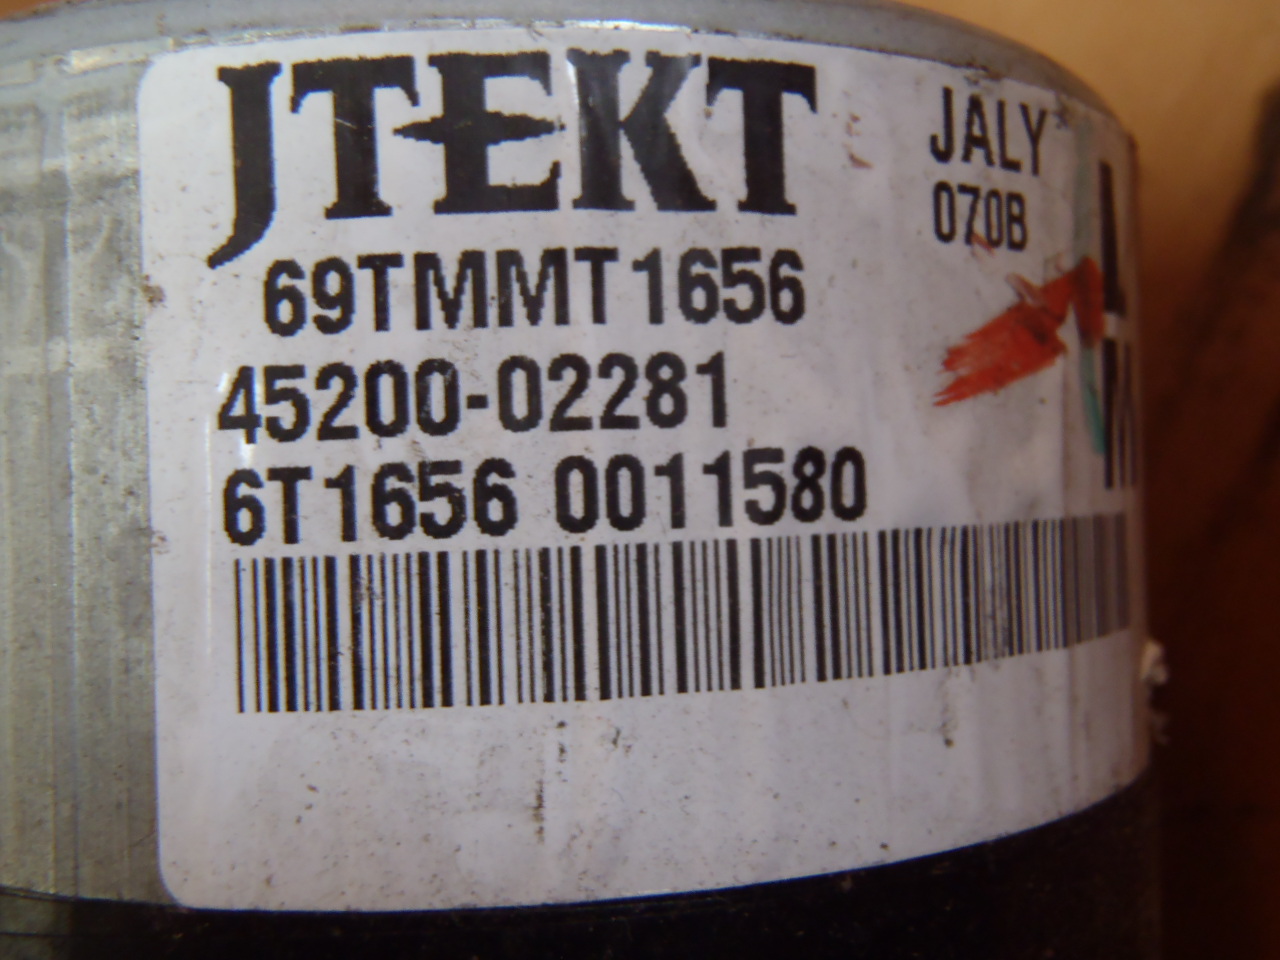 JTEKT
JALY
070B
69TMMT1656
45200-02281
6T1656 0011580